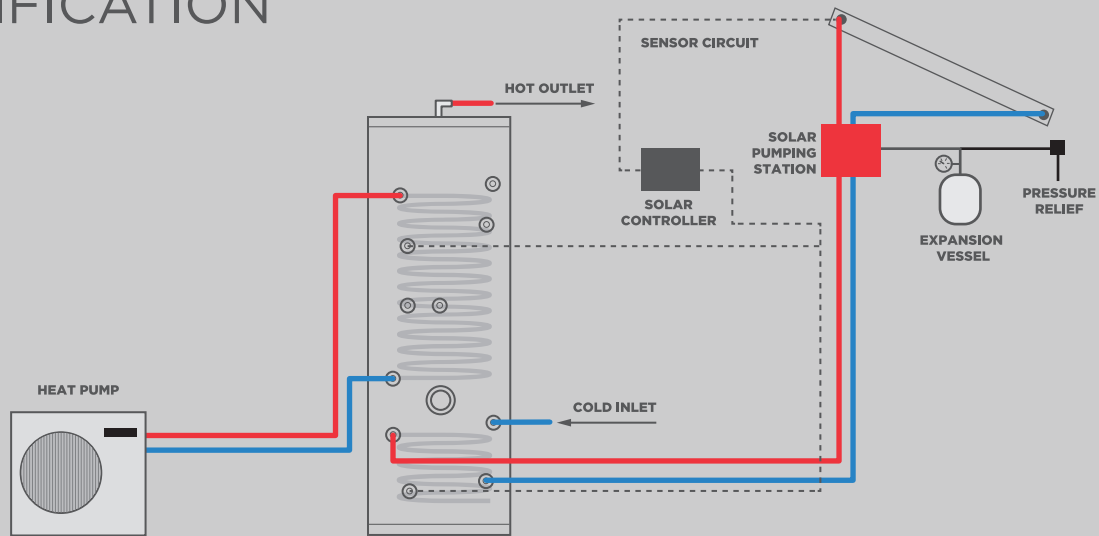 IFICATION
SENSOR CIRCUIT
HOT OUTLET
SOLAR
PUMPING
STATION
SOLAR
CONTROLLER
PRESSURE
RELIEF
EXPANSION
VESSEL
HEAT PUMP
COLD INLET